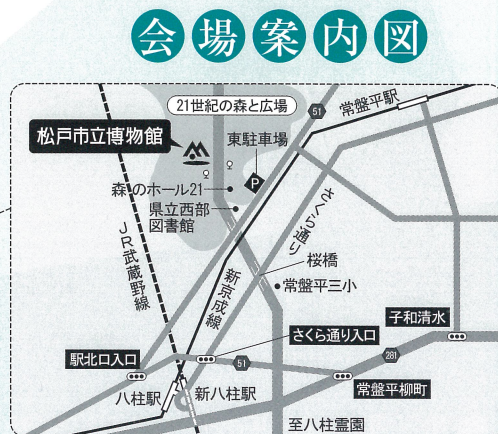 会場案内図
21世紀の森と広場
51
常盤平駅
松戸市立博物館
東駐車場
P
森のホール21
県立西部
図書館
さくら通り
JR武蔵野線
新京成線
桜橋
常盤平三小
子和清水
さくら通り入口
駅北口入口
51
281
八柱駅
新八柱駅
常盤平柳町
至八柱霊園